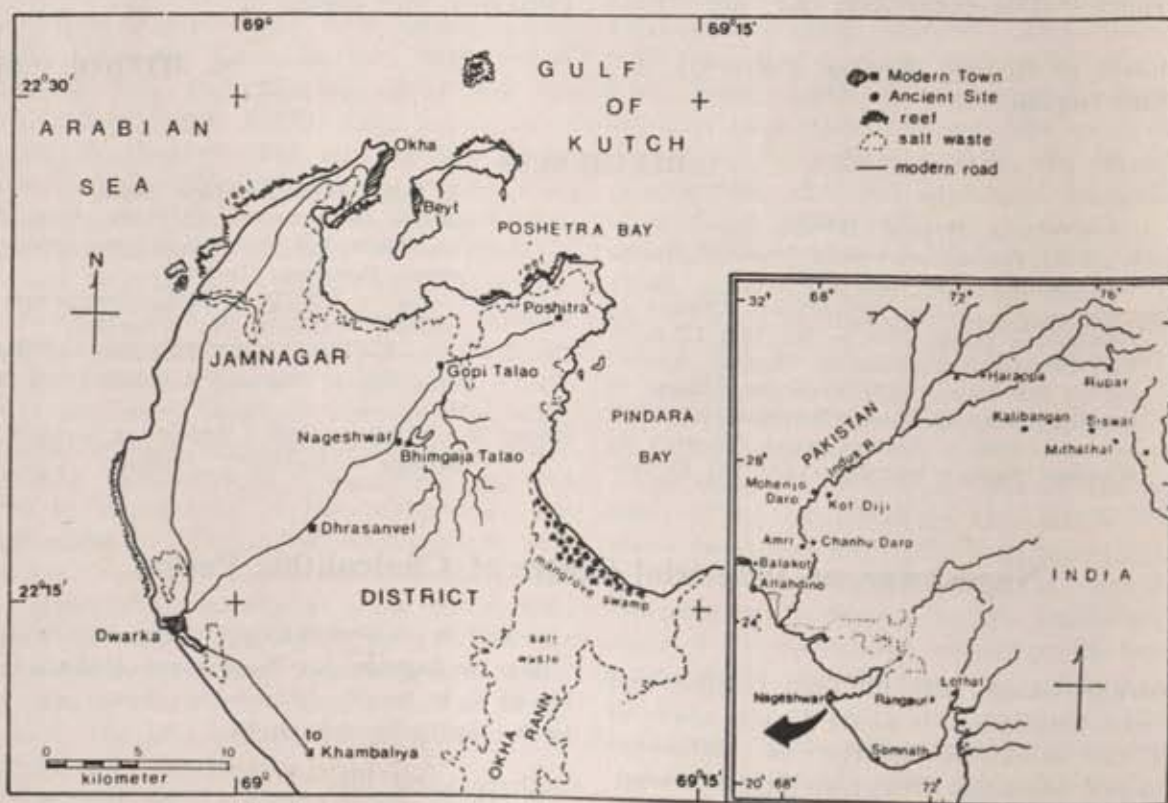 69°
69° 15'
22° 30'
GULF
OF
KUTCH
ARABIAN
SEA
Modern Town
Ancient Site
reef
salt waste
modern road
Okha
Beyt
POSHETRA BAY
N
Poshitra
JAMNAGAR
Gopi Talao
Nageshwar
Bhimgaja Talao
PINDARA
BAY
Dhrasanvel
mangrove swamp
22° 15'
DISTRICT
Dwarka
salt
waste
OKHA RANN
to
Khambaliya
0 5 10
kilometer
69°
69° 15'
68°
72°
76°
32°
Harappa
Rupar
PAKISTAN
Kalibangan
Siswal
Mithathal
Indus R
28°
Mohenjo
Daro
Kot Diji
Amri
Chanhu Daro
Balakot
Allahdino
INDIA
24°
Nageshwar
Rangpur
Lothal
Somnath
20°
68°
72°